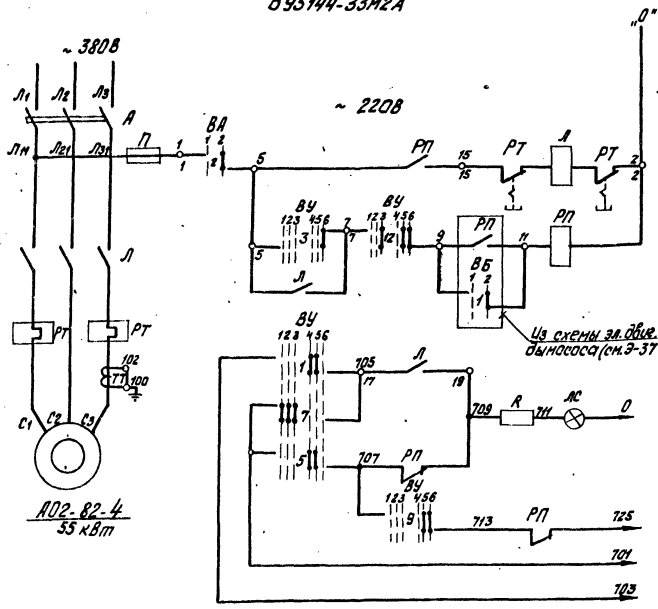 БУ5144-33М2А
„0"
~ 380В
Л1 Л2 Л3
А
~ 220В
Л11 Л21 Л31
П
1
1
ВА
1 2
2
5
РП
15
15
РТ
Л
РТ
2
2
ВУ
123 456
3
5
7
7
ВУ
123 456
12
9
РП
11
РП
Л
ВБ
1 2
1
Л
Из схемы эл. двиг.
дымососа (см. Э-37
РТ
РТ
ТТ
102
100
С1 С2 С3
АО2-82-4
55 кВт
ВУ
123 456
1
705
17
Л
19
7
709
R
711
ЛС
0
5
707
РП
ВУ
123 456
9
713
РП
725
701
703